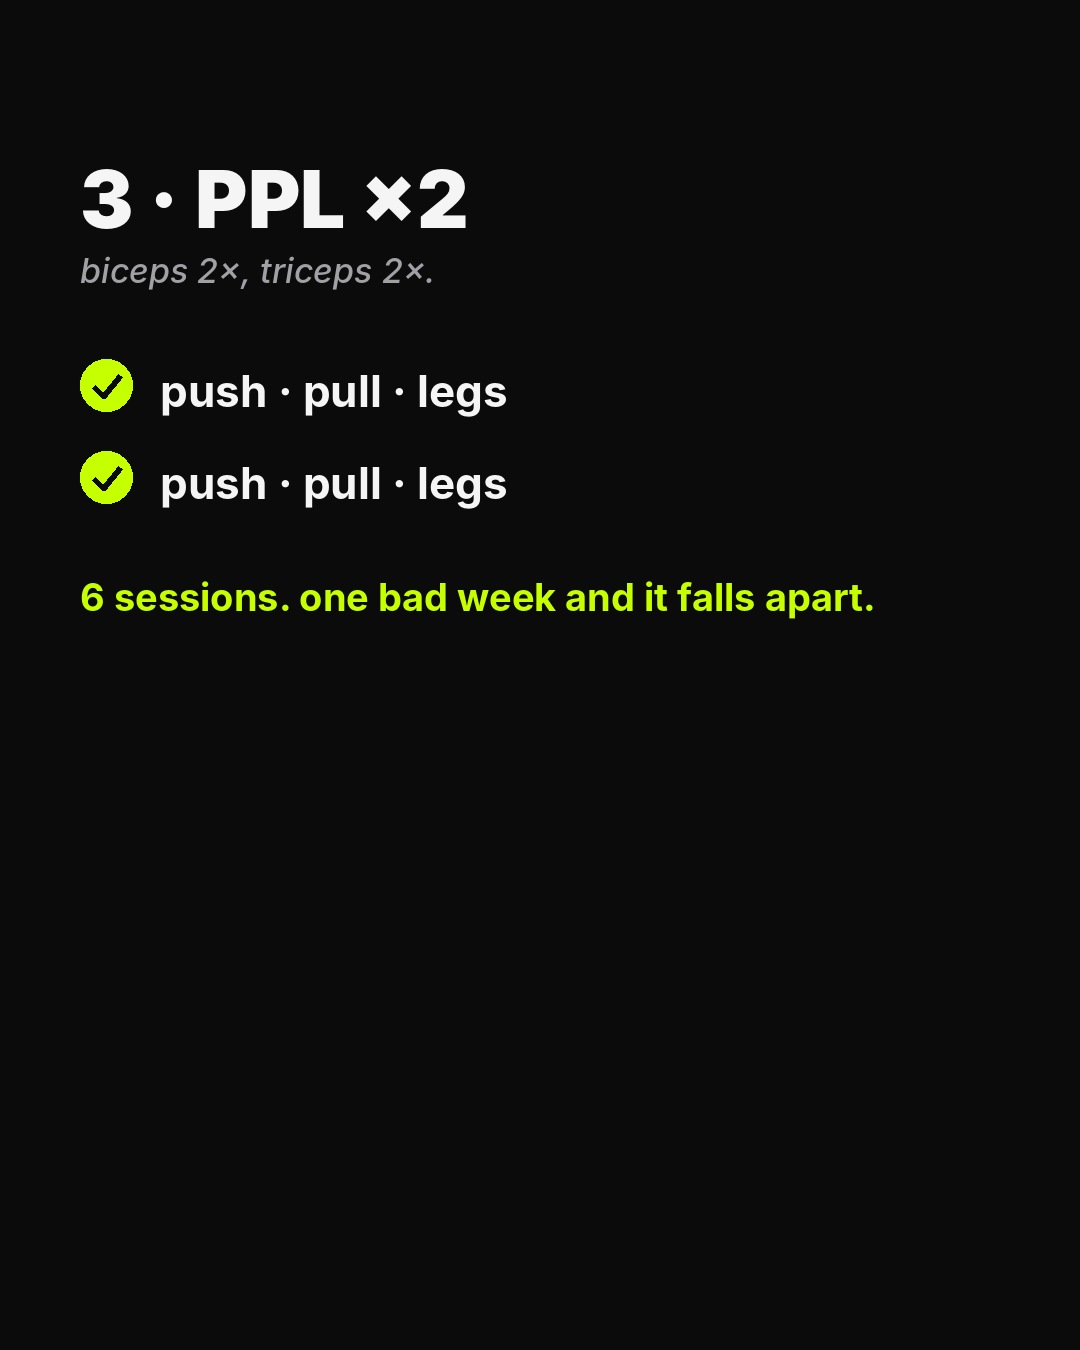 3 · PPL ×2
biceps 2×, triceps 2×.
push · pull · legs
push · pull · legs
6 sessions. one bad week and it falls apart.